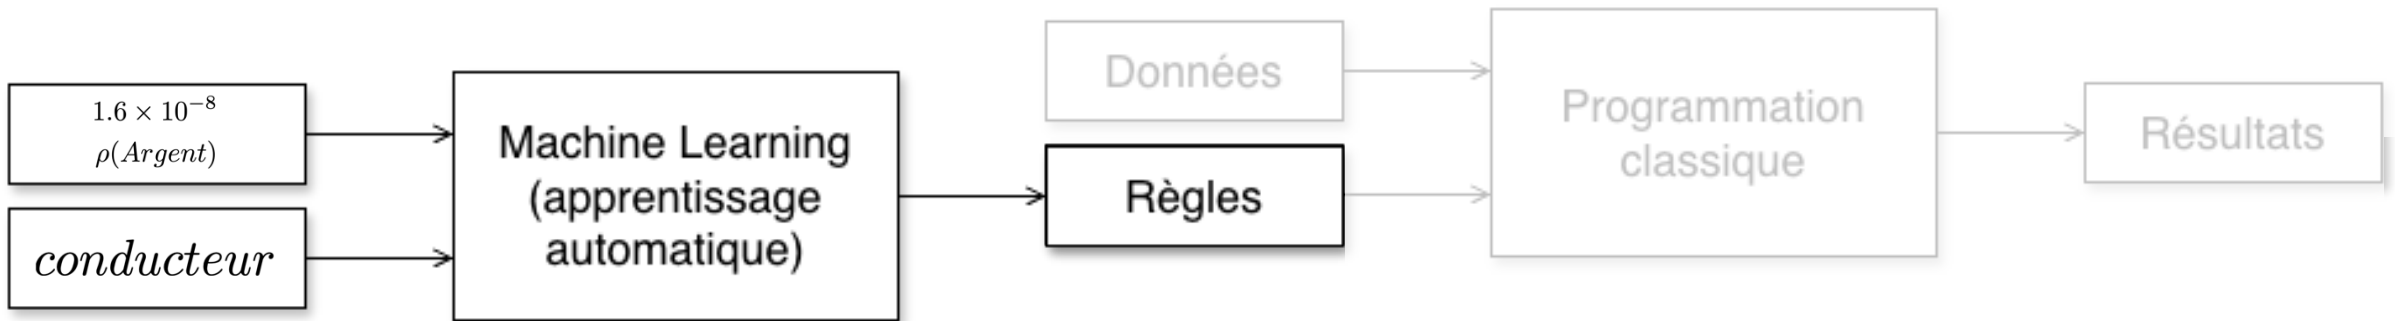 1.6 × 10⁻⁸
ρ(Argent)
conducteur
Machine Learning
(apprentissage
automatique)
Données
Règles
Programmation
classique
Résultats